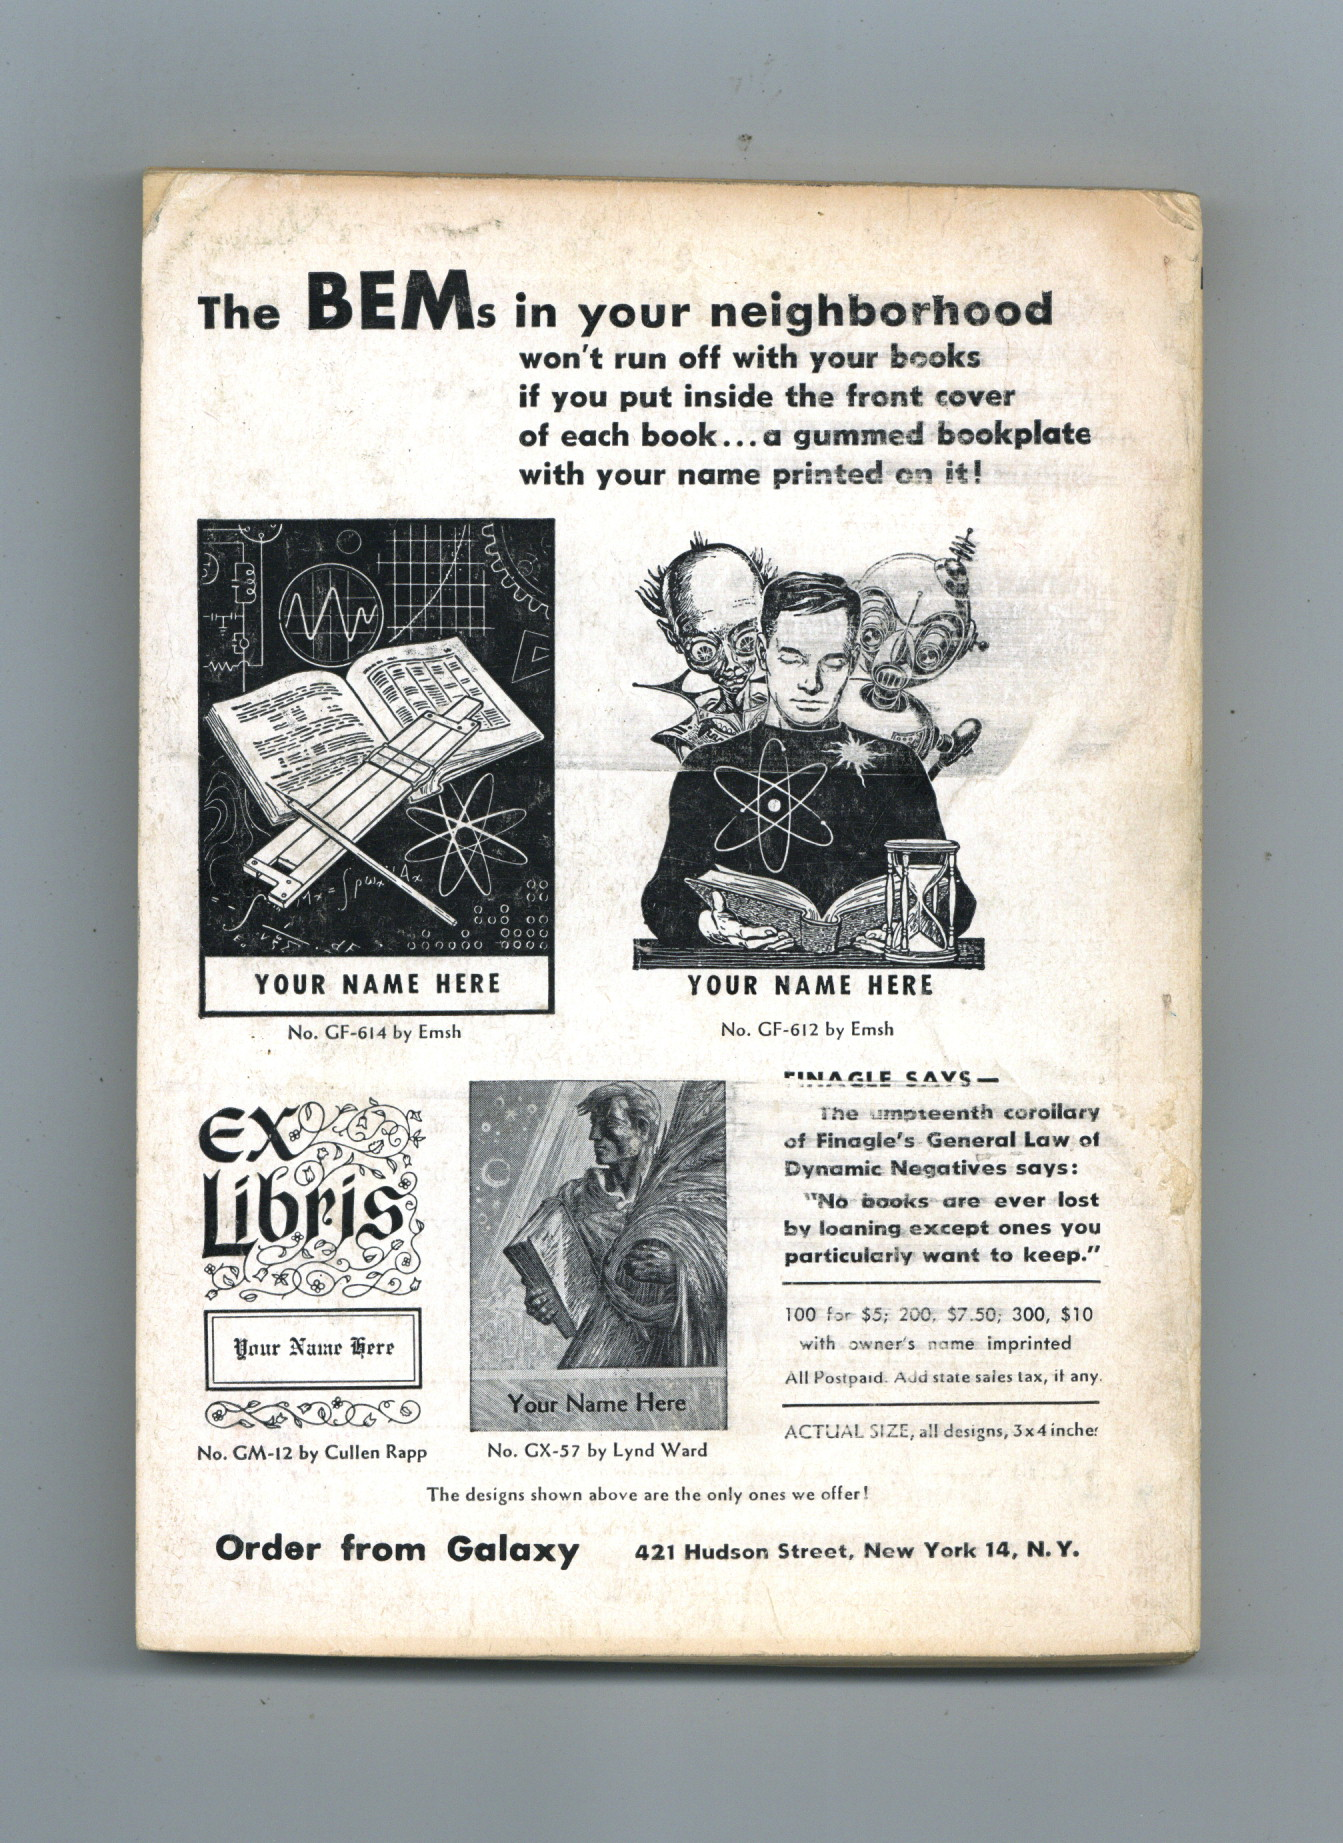 The BEMs in your neighborhood
won't run off with your books
if you put inside the front cover
of each book...a gummed bookplate
with your name printed on it!
YOUR NAME HERE
No. GF-614 by Emsh
YOUR NAME HERE
No. GF-612 by Emsh
Ex
Libris
Your Name Here
No. GM-12 by Cullen Rapp
Your Name Here
No. GX-57 by Lynd Ward
FINAGLE SAYS—
The umpteenth corollary
of Finagle's General Law of
Dynamic Negatives says:
"No books are ever lost
by loaning except ones you
particularly want to keep."
100 for $5; 200, $7.50; 300, $10
with owner's name imprinted
All Postpaid. Add state sales tax, if any.
ACTUAL SIZE, all designs, 3x4 inches
The designs shown above are the only ones we offer!
Order from Galaxy 421 Hudson Street, New York 14, N.Y.